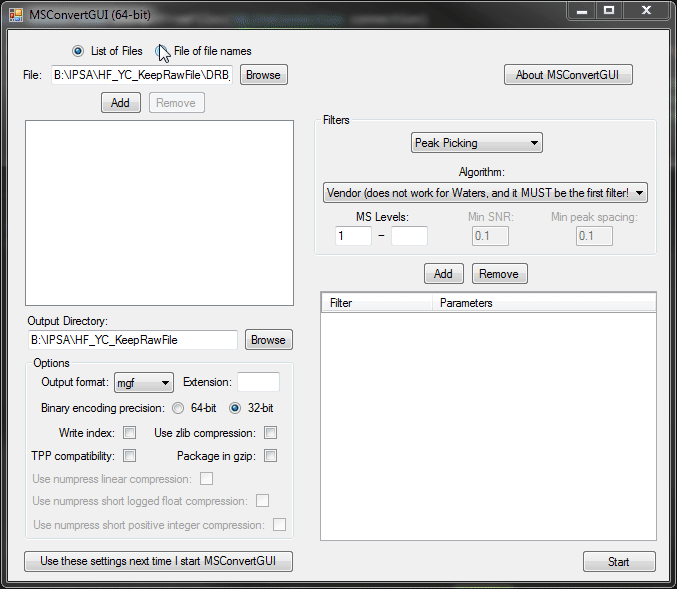 MSConvertGUI (64-bit)
List of Files
File of file names
File:
B:\IPSA\HF_YC_KeepRawFile\DRB
Browse
About MSConvertGUI
Add
Remove
Filters
Peak Picking
Algorithm:
Vendor (does not work for Waters, and it MUST be the first filter!
MS Levels:
Min SNR:
Min peak spacing:
1
–
0.1
0.1
Add
Remove
Filter
Parameters
Output Directory:
B:\IPSA\HF_YC_KeepRawFile
Browse
Options
Output format:
mgf
Extension:
Binary encoding precision:
64-bit
32-bit
Write index:
Use zlib compression:
TPP compatibility:
Package in gzip:
Use numpress linear compression:
Use numpress short logged float compression:
Use numpress short positive integer compression:
Use these settings next time I start MSConvertGUI
Start